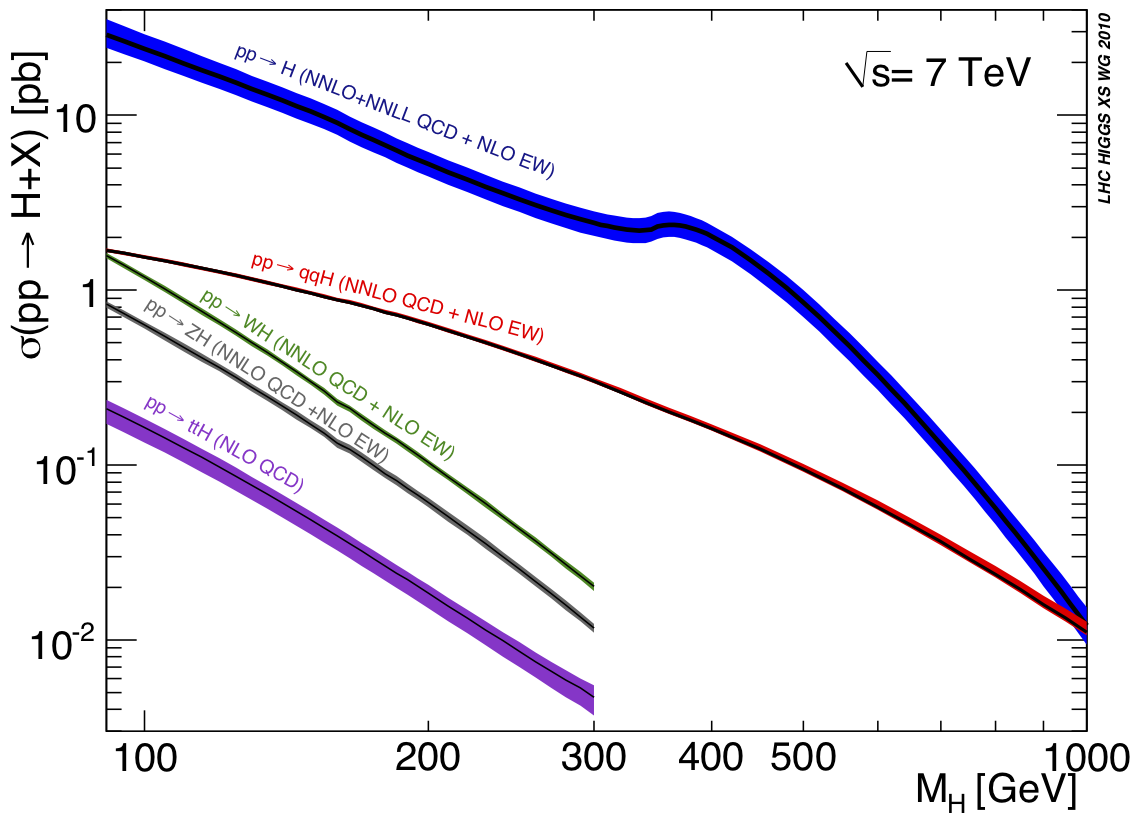 LHC HIGGS XS WG 2010
σ(pp → H+X) [pb]
√s= 7 TeV
pp→ H (NNLO+NNLL QCD + NLO EW)
pp→ qqH (NNLO QCD + NLO EW)
pp→ WH (NNLO QCD + NLO EW)
pp→ ZH (NNLO QCD +NLO EW)
pp→ ttH (NLO QCD)
10
1
10⁻¹
10⁻²
100 200 300 400 500 1000
M_H [GeV]